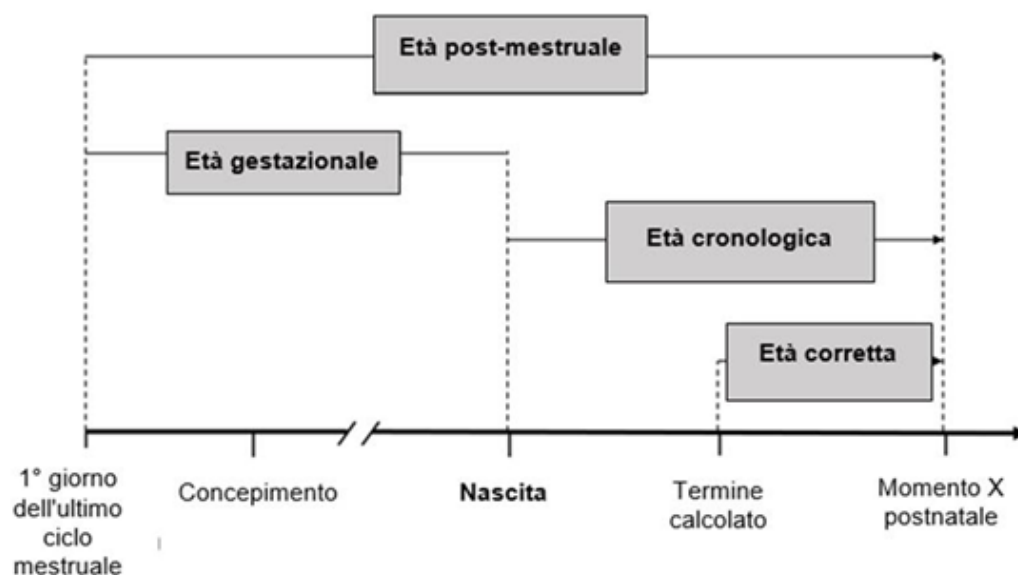 Età post-mestruale
Età gestazionale
Età cronologica
Età corretta
1° giorno
dell'ultimo
ciclo
mestruale
Concepimento
Nascita
Termine
calcolato
Momento X
postnatale